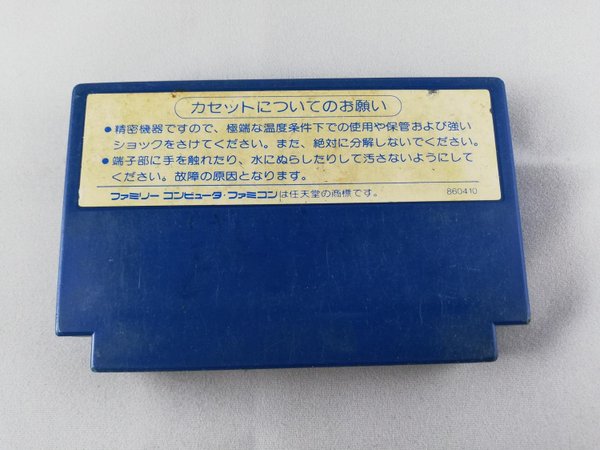 カセットについてのお願い
●精密機器ですので、極端な温度条件下での使用や保管および強い
ショックをさけてください。また、絶対に分解しないでください。
●端子部に手を触れたり、水にぬらしたりして汚さないようにして
ください。故障の原因となります。
ファミリーコンピュータ・ファミコンは任天堂の商標です。 860410